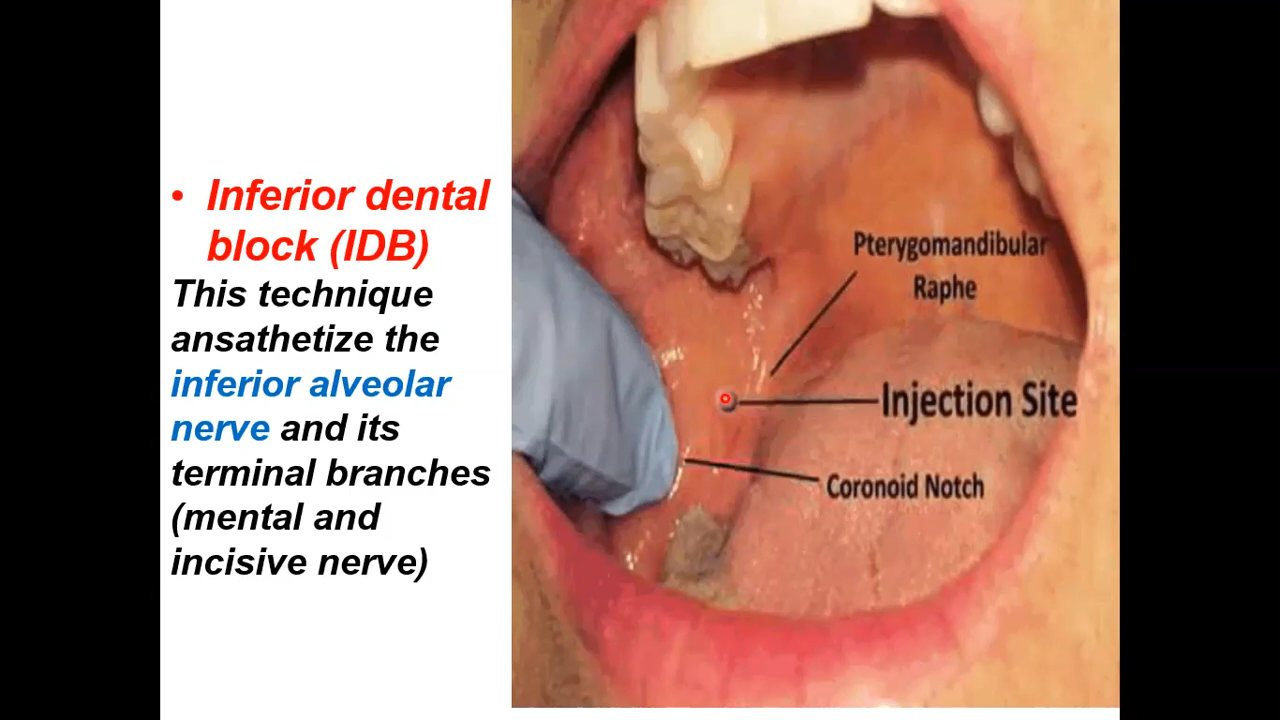 • Inferior dental
block (IDB)
This technique
ansathetize the
inferior alveolar
nerve and its
terminal branches
(mental and
incisive nerve)
Pterygomandibular
Raphe
Injection Site
Coronoid Notch